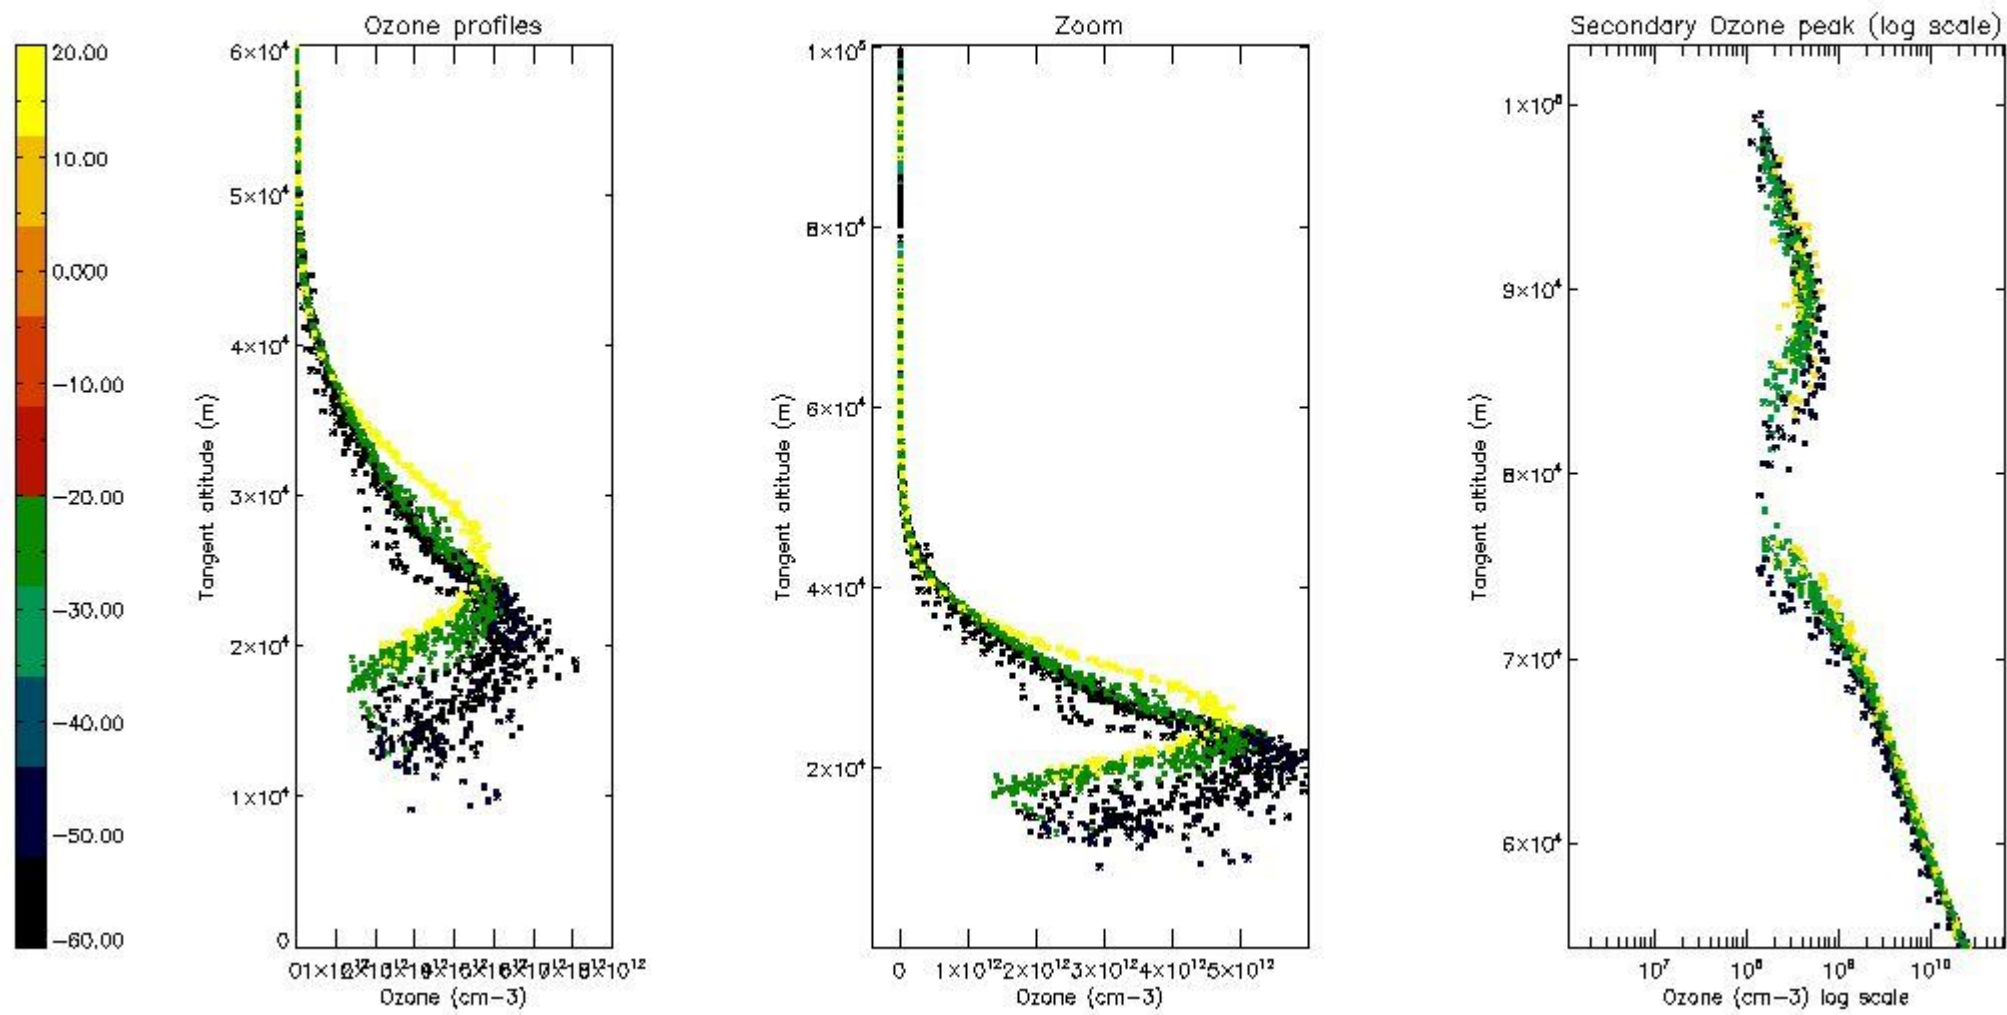 Ozone profiles
Zoom
Secondary Ozone peak (log scale)
20.00
10.00
0.000
-10.00
-20.00
-30.00
-40.00
-50.00
-60.00
6×10⁴
5×10⁴
4×10⁴
3×10⁴
2×10⁴
1×10⁴
0
Tangent altitude (m)
Ozone (cm-3)
1×10⁵
8×10⁴
6×10⁴
4×10⁴
2×10⁴
Tangent altitude (m)
0 1×10¹² 2×10¹² 3×10¹² 4×10¹² 5×10¹²
Ozone (cm-3)
9×10⁴
8×10⁴
7×10⁴
6×10⁴
Tangent altitude (m)
10⁷ 10⁸ 10⁹ 10¹⁰
Ozone (cm-3) log scale